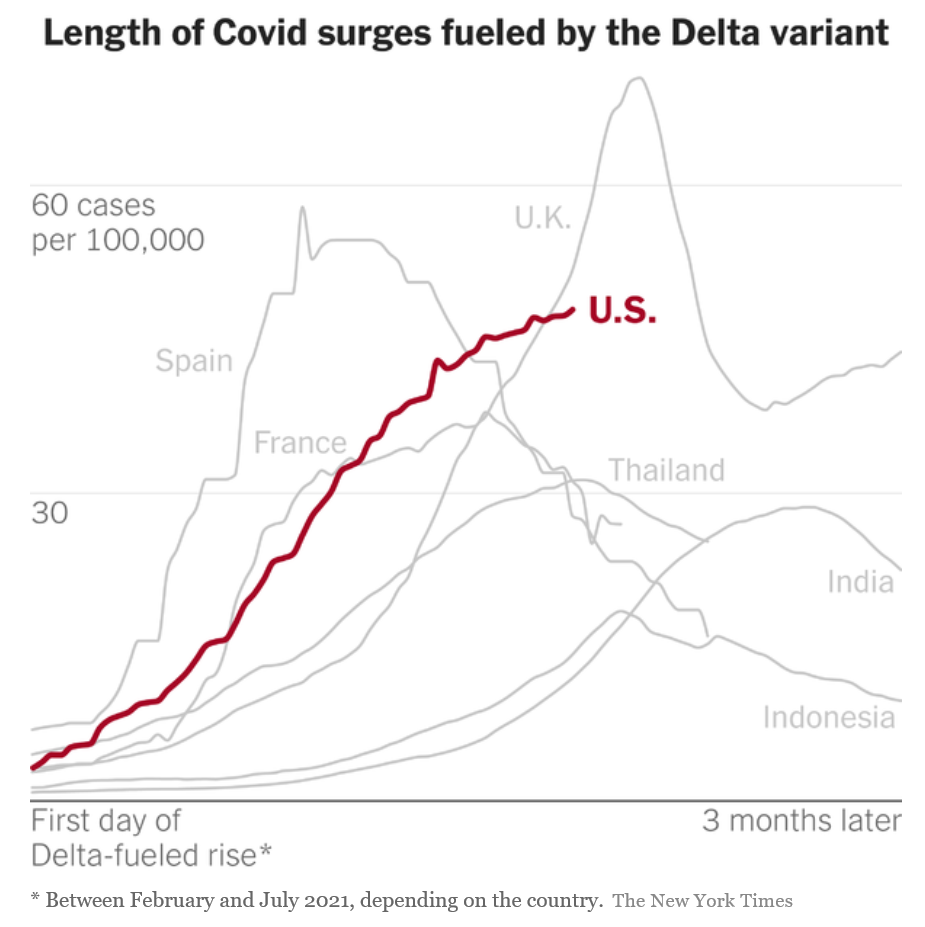 Length of Covid surges fueled by the Delta variant
60 cases
per 100,000
U.K.
U.S.
Spain
France
Thailand
30
India
Indonesia
First day of
Delta-fueled rise*
3 months later
* Between February and July 2021, depending on the country. The New York Times